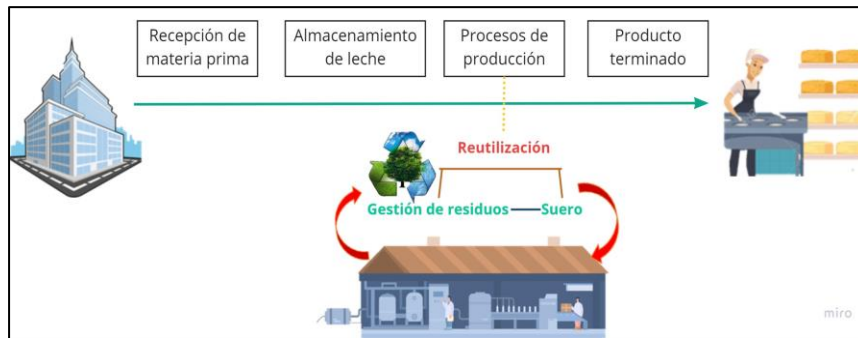 Recepción de
materia prima
Almacenamiento
de leche
Procesos de
producción
Producto
terminado
Reutilización
Gestión de residuos
Suero
miro